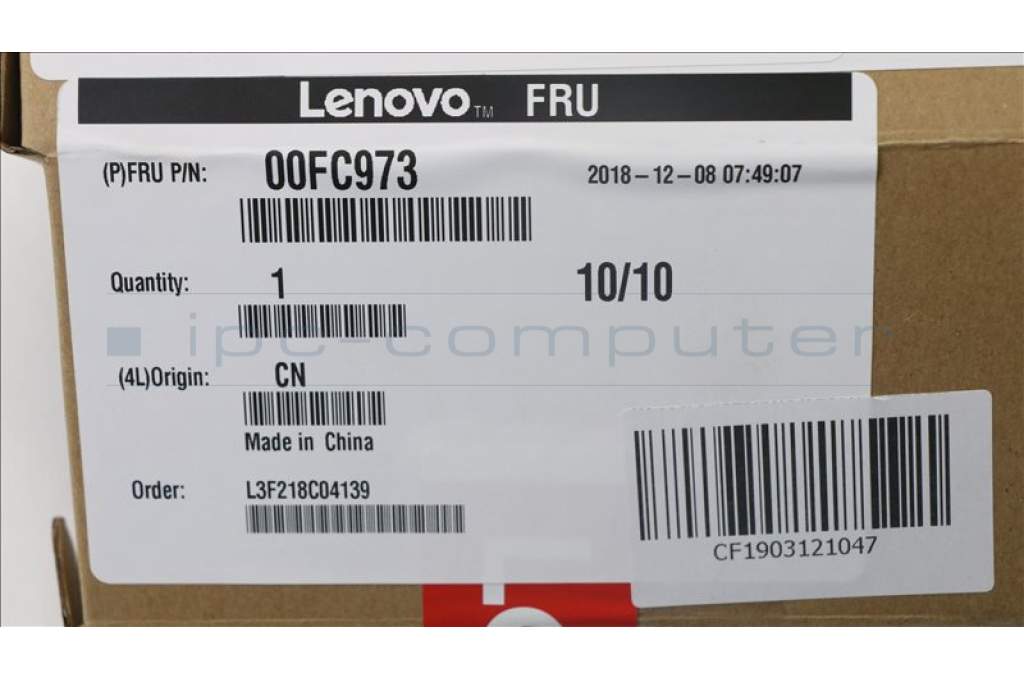 Lenovo™ FRU
(P)FRU P/N: 00FC973 2018-12-08 07:49:07
Quantity: 1 10/10
ipc-computer
(4L)Origin: CN
Made in China
Order: L3F218C04139
CF1903121047